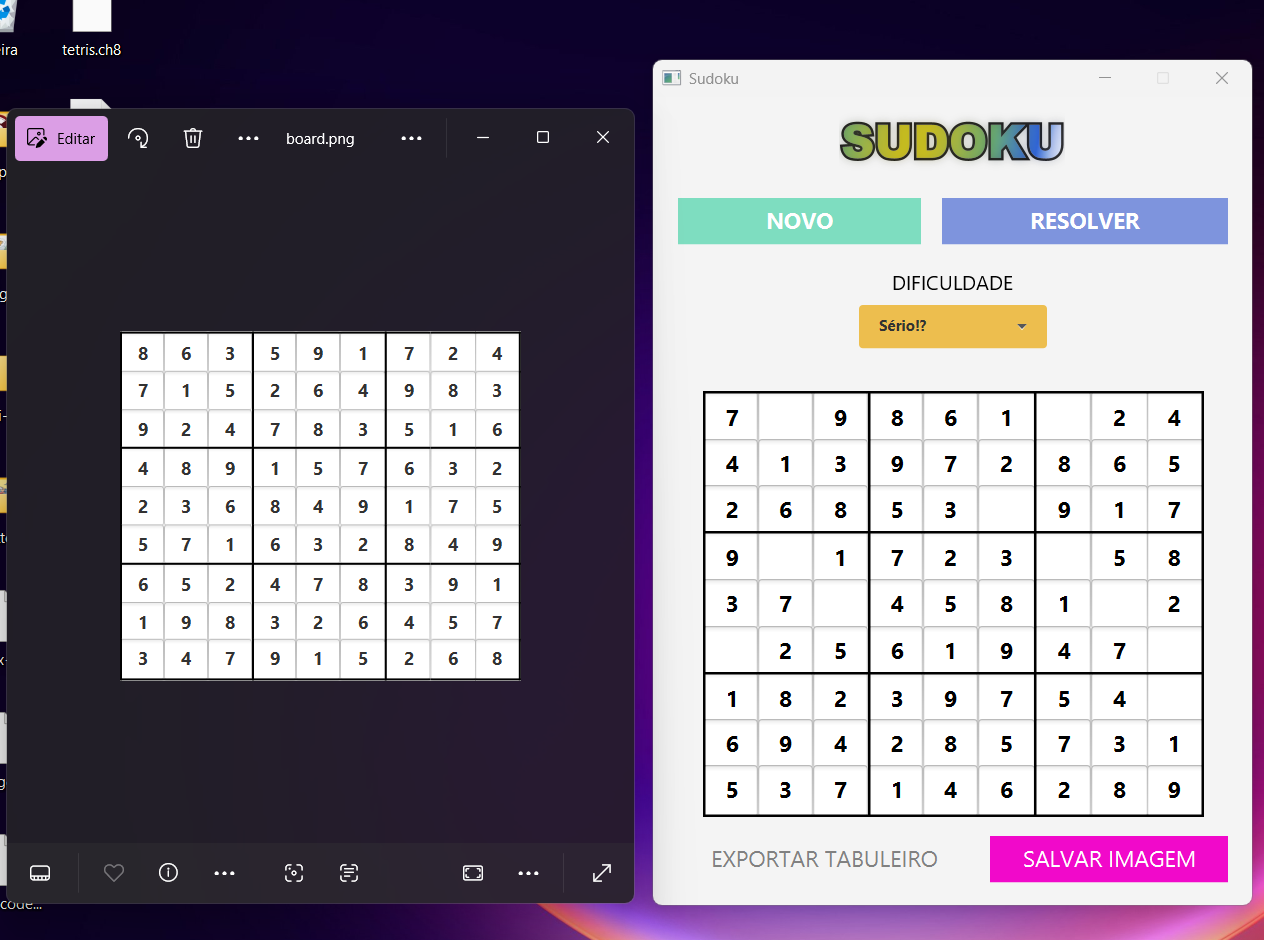 eira
tetris.ch8
Editar
board.png
8 6 3 5 9 1 7 2 4
7 1 5 2 6 4 9 8 3
9 2 4 7 8 3 5 1 6
4 8 9 1 5 7 6 3 2
2 3 6 8 4 9 1 7 5
5 7 1 6 3 2 8 4 9
6 5 2 4 7 8 3 9 1
1 9 8 3 2 6 4 5 7
3 4 7 9 1 5 2 6 8
code...
Sudoku
SUDOKU
NOVO RESOLVER
DIFICULDADE
Sério!?
7 9 8 6 1 2 4
4 1 3 9 7 2 8 6 5
2 6 8 5 3 9 1 7
9 1 7 2 3 5 8
3 7 4 5 8 1 2
2 5 6 1 9 4 7
1 8 2 3 9 7 5 4
6 9 4 2 8 5 7 3 1
5 3 7 1 4 6 2 8 9
EXPORTAR TABULEIRO SALVAR IMAGEM